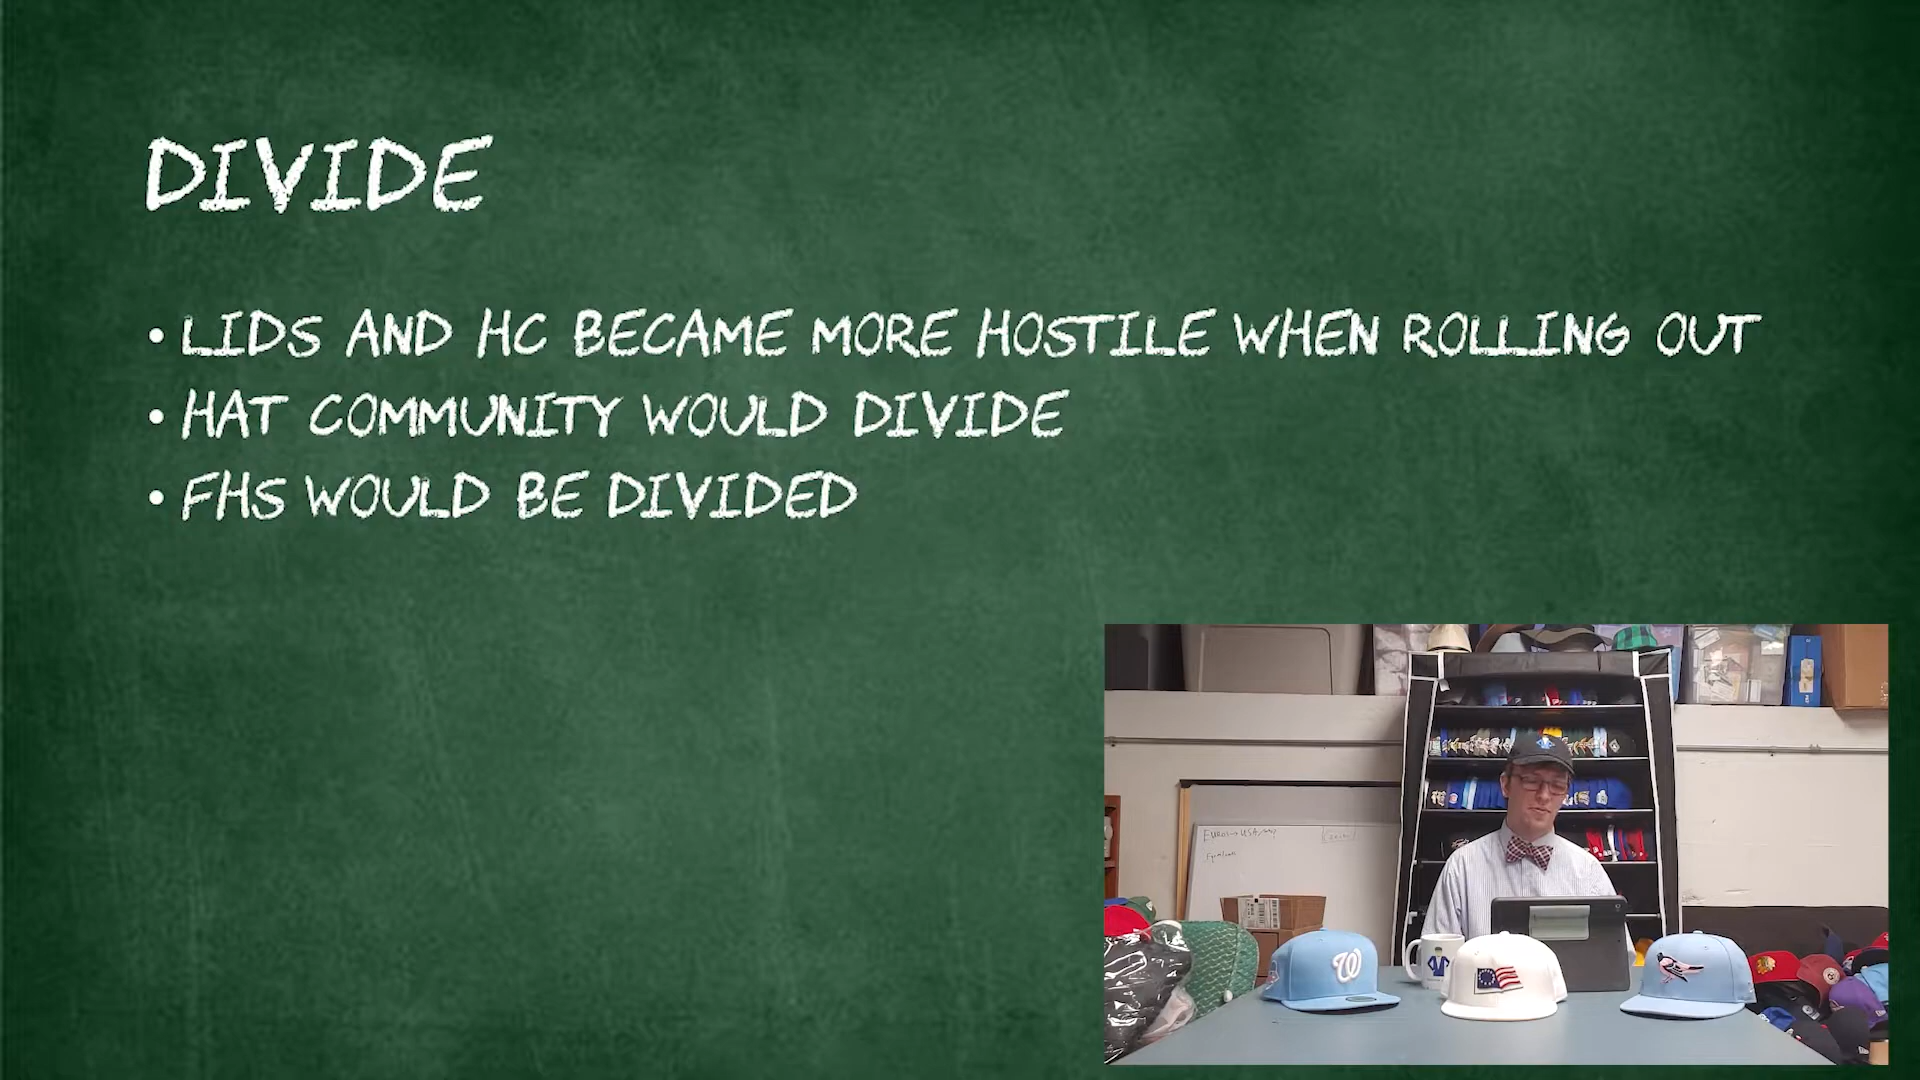 DIVIDE
• LIDS AND HC BECAME MORE HOSTILE WHEN ROLLING OUT
• HAT COMMUNITY WOULD DIVIDE
• FHS WOULD BE DIVIDED
W